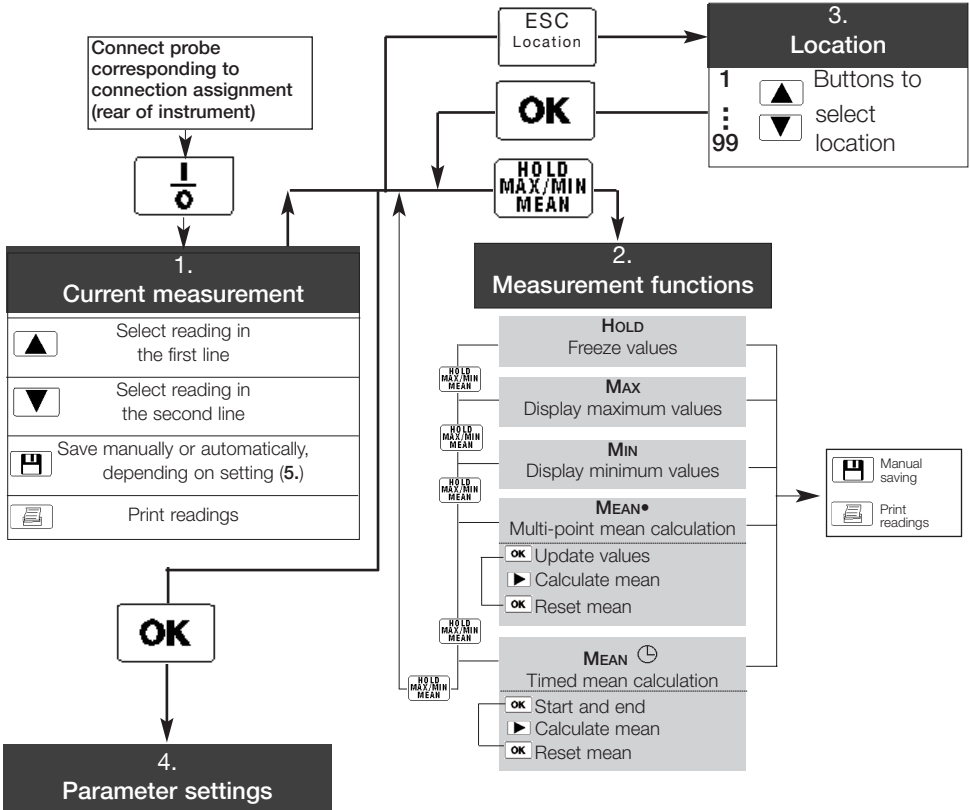 Connect probe
corresponding to
connection assignment
(rear of instrument)
I
O
ESC
Location
3.
Location
1
⋮
99
Buttons to
select
location
OK
HOLD
MAX/MIN
MEAN
1.
Current measurement
Select reading in
the first line
Select reading in
the second line
Save manually or automatically,
depending on setting (5.)
Print readings
2.
Measurement functions
HOLD
Freeze values
HOLD
MAX/MIN
MEAN
MAX
Display maximum values
HOLD
MAX/MIN
MEAN
MIN
Display minimum values
HOLD
MAX/MIN
MEAN
MEAN•
Multi-point mean calculation
OK Update values
Calculate mean
OK Reset mean
HOLD
MAX/MIN
MEAN
MEAN
Timed mean calculation
OK Start and end
Calculate mean
OK Reset mean
HOLD
MAX/MIN
MEAN
Manual
saving
Print
readings
OK
4.
Parameter settings